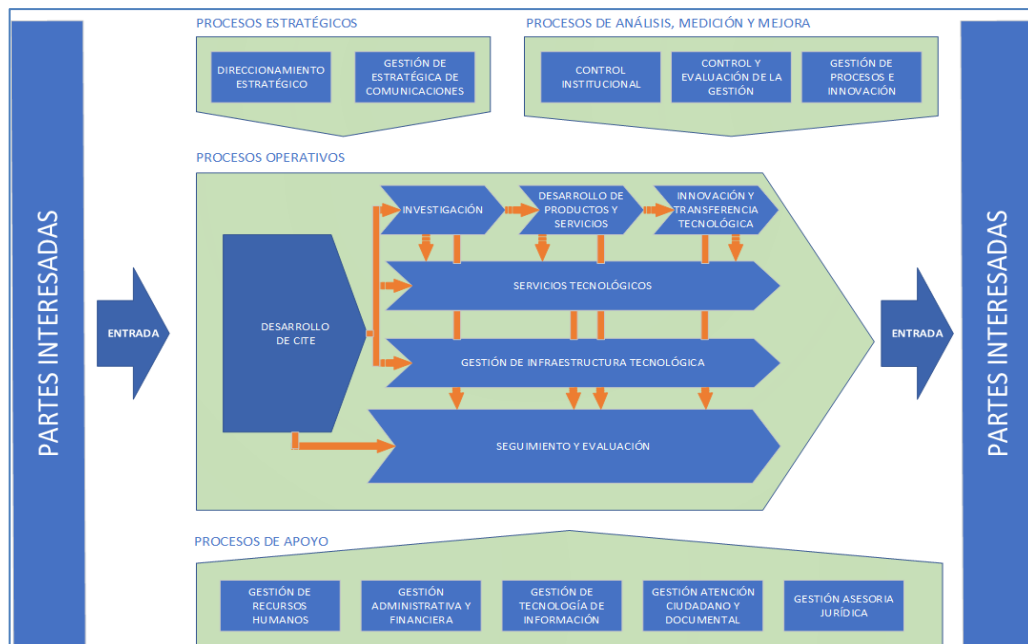 PARTES INTERESADAS
PROCESOS ESTRATÉGICOS
DIRECCIONAMIENTO
ESTRATÉGICO
GESTIÓN DE
ESTRATÉGICA DE
COMUNICACIONES
PROCESOS DE ANÁLISIS, MEDICIÓN Y MEJORA
CONTROL
INSTITUCIONAL
CONTROL Y
EVALUACIÓN DE LA
GESTIÓN
GESTIÓN DE
PROCESOS E
INNOVACIÓN
PROCESOS OPERATIVOS
ENTRADA
DESARROLLO
DE CITE
INVESTIGACIÓN
DESARROLLO DE
PRODUCTOS Y
SERVICIOS
INNOVACIÓN Y
TRANSFERENCIA
TECNOLÓGICA
SERVICIOS TECNOLÓGICOS
GESTIÓN DE INFRAESTRUCTURA TECNOLÓGICA
SEGUIMIENTO Y EVALUACIÓN
ENTRADA
PROCESOS DE APOYO
GESTIÓN DE
RECURSOS
HUMANOS
GESTIÓN
ADMINISTRATIVA Y
FINANCIERA
GESTIÓN DE
TECNOLOGÍA DE
INFORMACIÓN
GESTIÓN ATENCIÓN
CIUDADANO Y
DOCUMENTAL
GESTIÓN ASESORIA
JURÍDICA
PARTES INTERESADAS